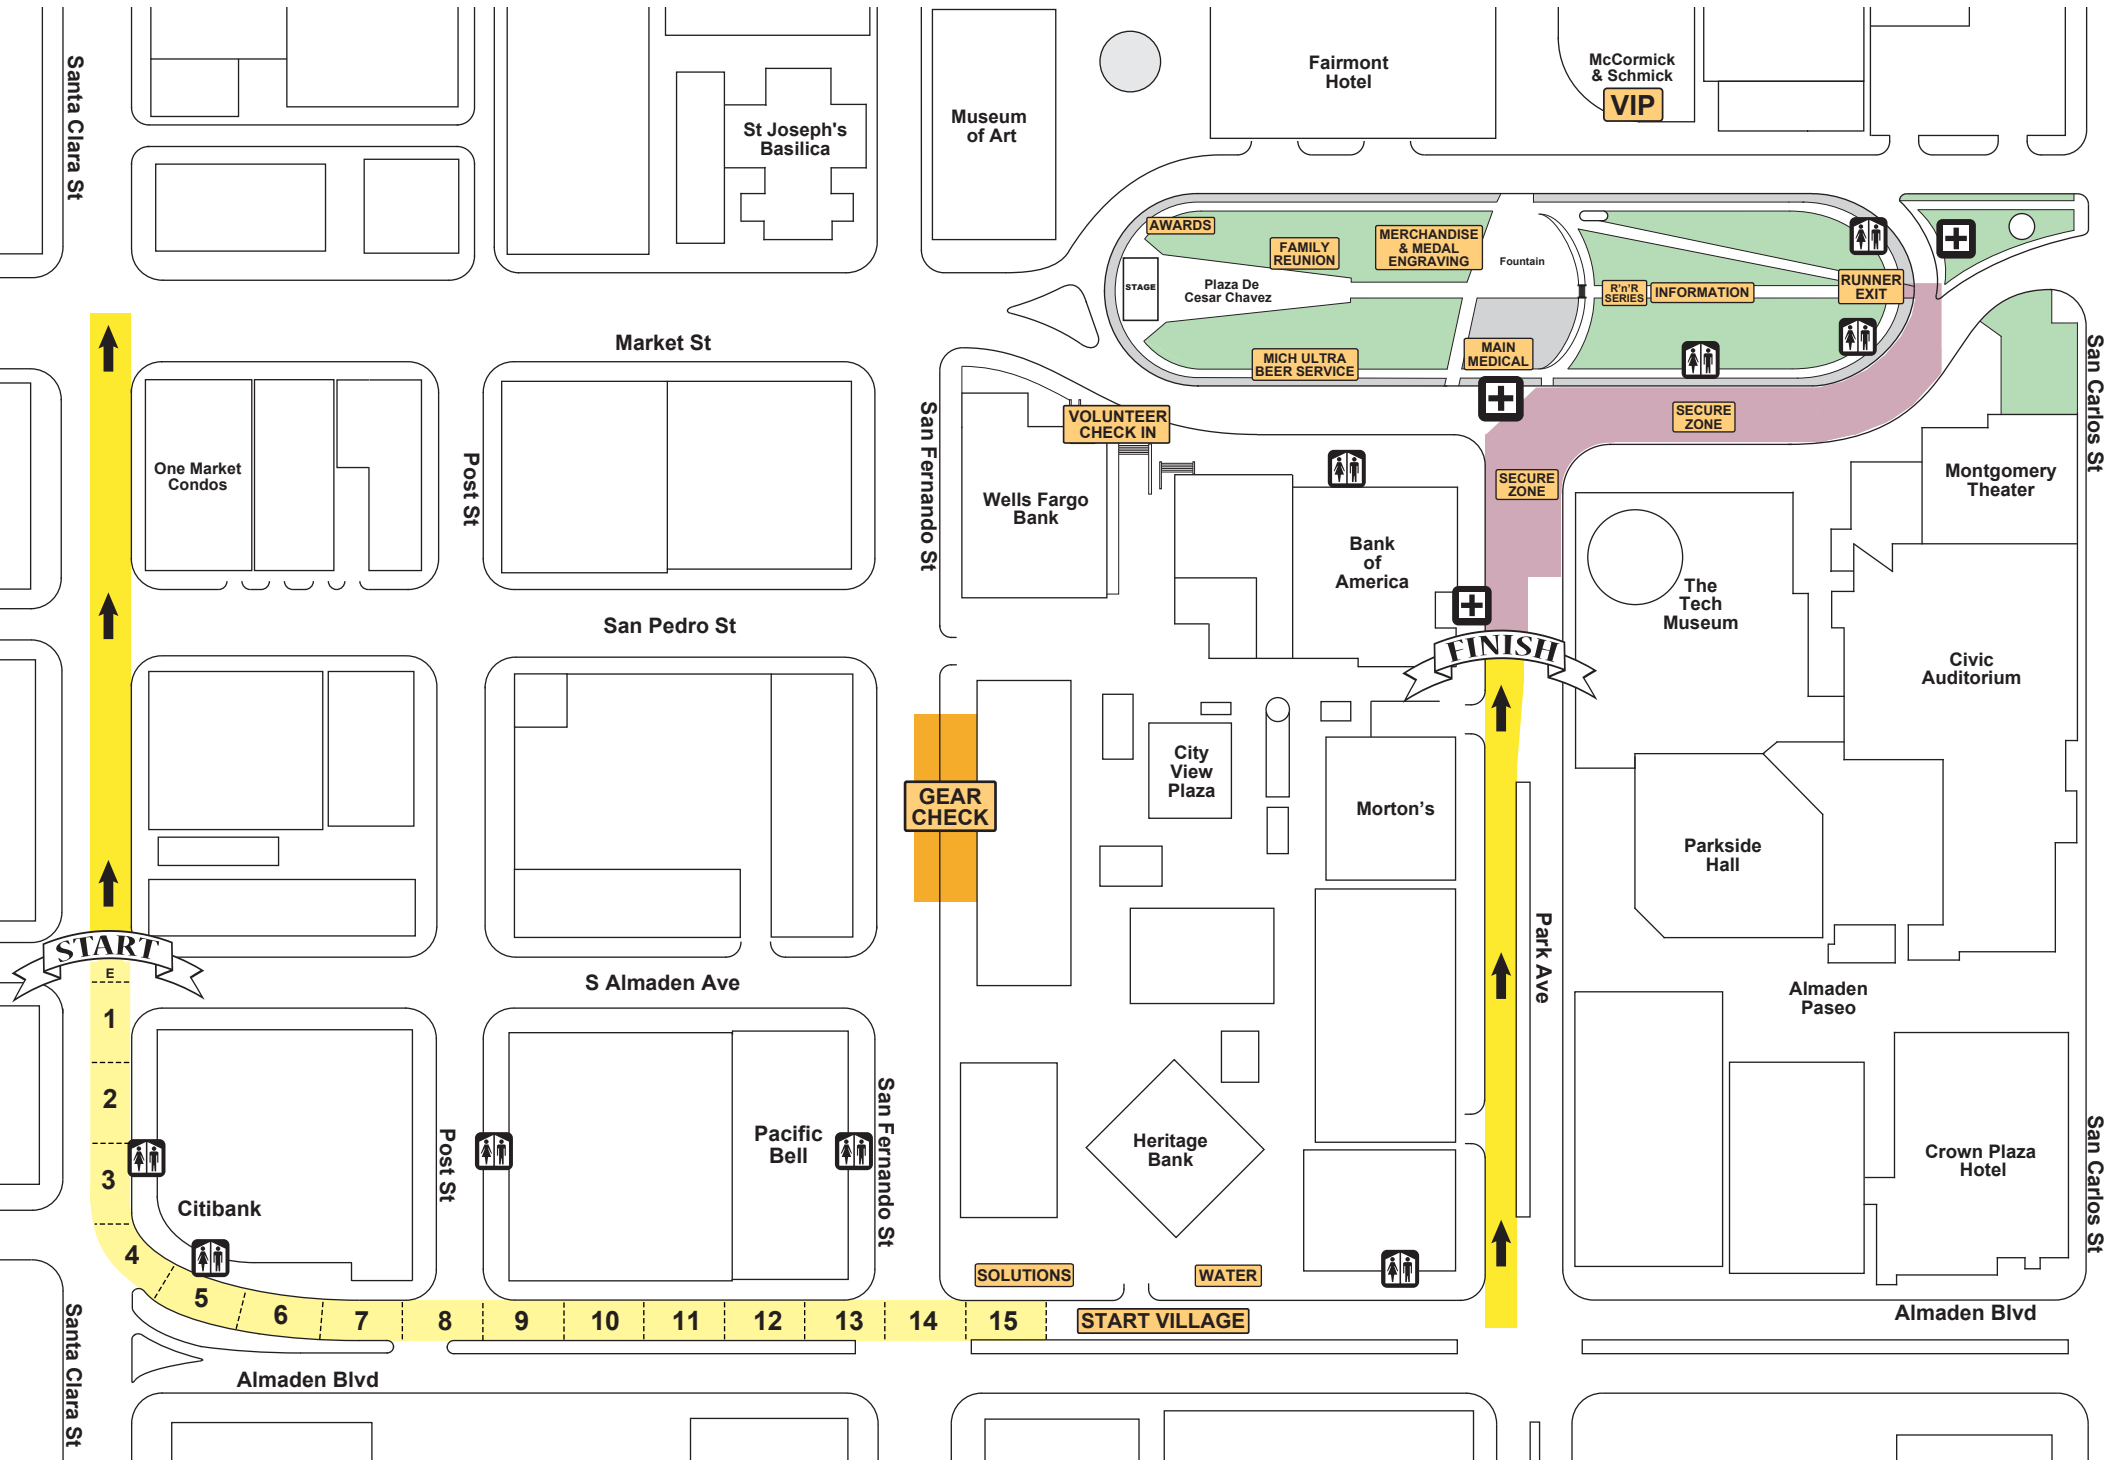 Santa Clara St
St Joseph's
Basilica
Museum
of Art
Fairmont
Hotel
McCormick
& Schmick
VIP
AWARDS
FAMILY
REUNION
MERCHANDISE
& MEDAL
ENGRAVING
Fountain
STAGE
Plaza De
Cesar Chavez
R'n'R
SERIES
INFORMATION
RUNNER
EXIT
Market St
MICH ULTRA
BEER SERVICE
MAIN
MEDICAL
SECURE
ZONE
VOLUNTEER
CHECK IN
San Carlos St
One Market
Condos
Post St
San Fernando St
Wells Fargo
Bank
SECURE
ZONE
Montgomery
Theater
Bank
of
America
The
Tech
Museum
San Pedro St
FINISH
Civic
Auditorium
City
View
Plaza
GEAR
CHECK
Morton's
Parkside
Hall
START
E
S Almaden Ave
Park Ave
Almaden
Paseo
1
2
3
4
5
6
7
8
9
10
11
12
13
14
15
Citibank
Post St
Pacific
Bell
San Fernando St
Heritage
Bank
Crown Plaza
Hotel
San Carlos St
SOLUTIONS
WATER
START VILLAGE
Almaden Blvd
Santa Clara St
Almaden Blvd